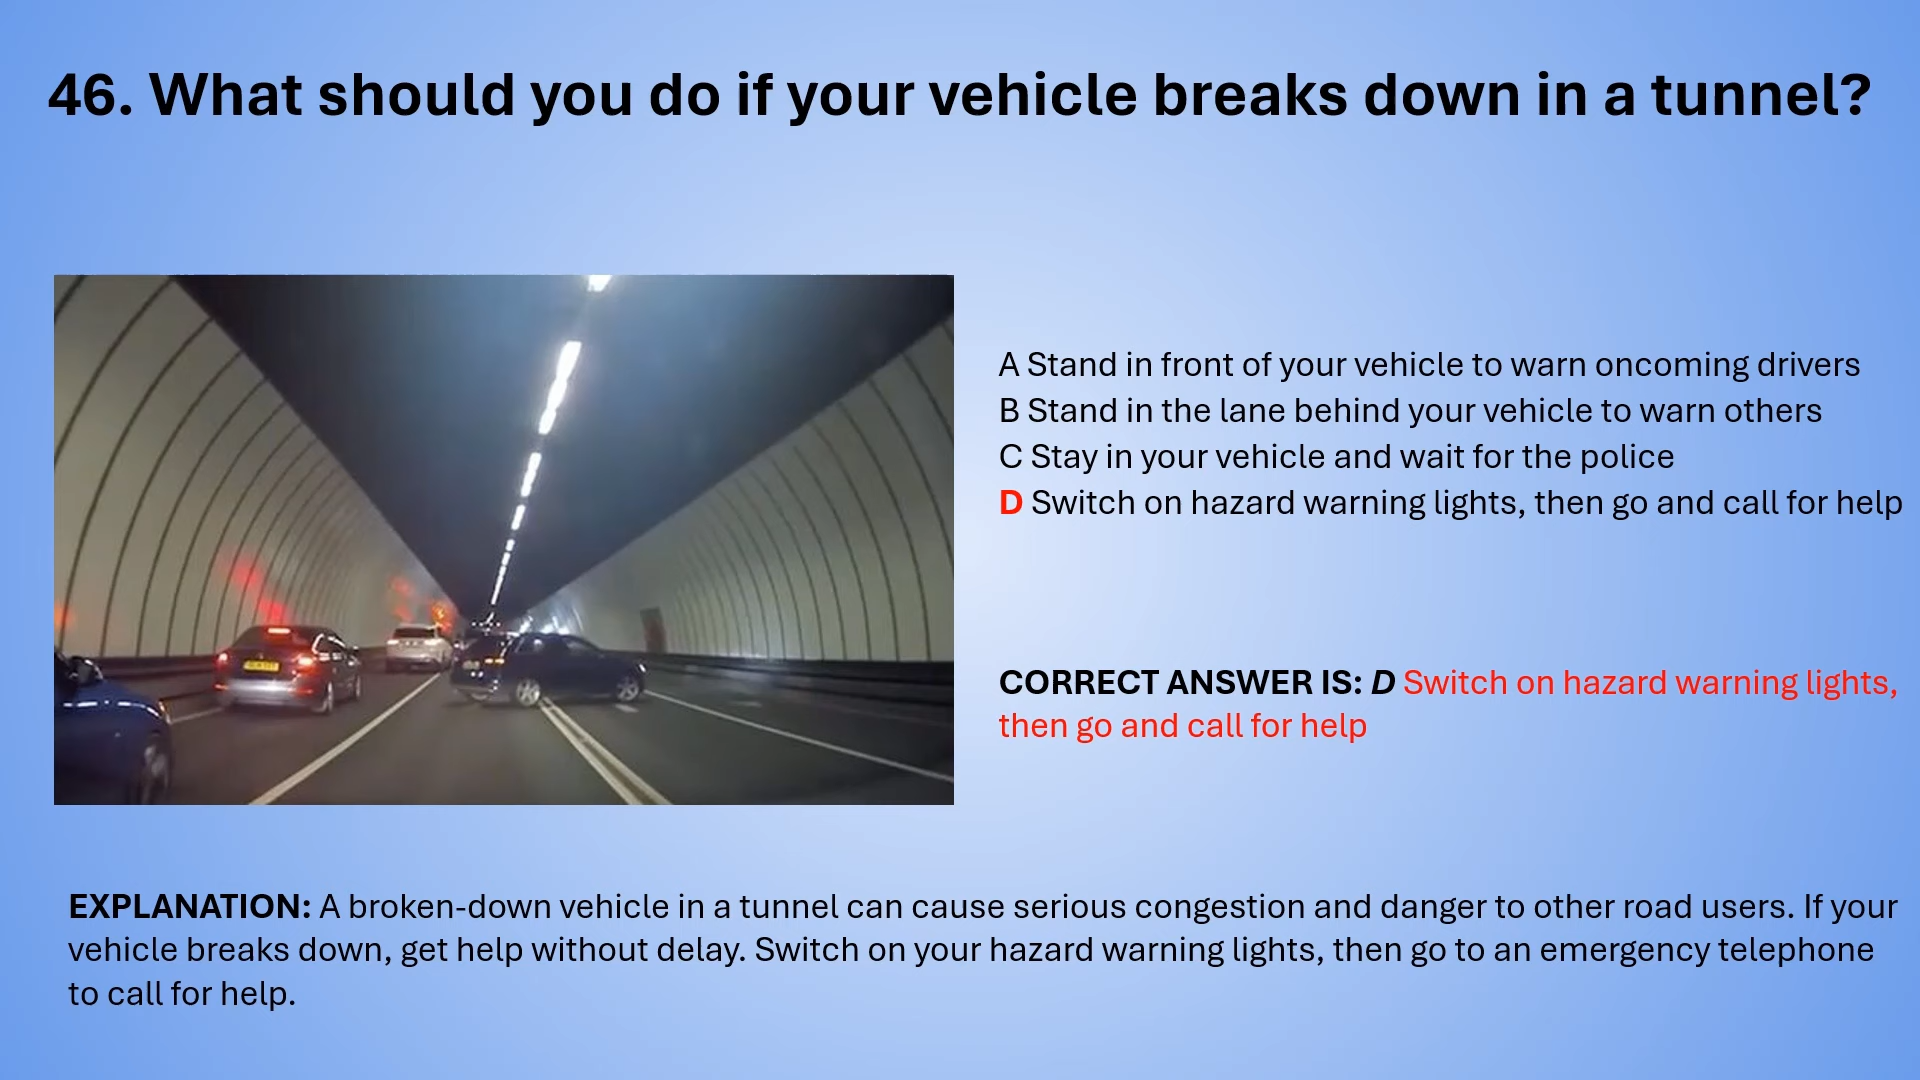 46. What should you do if your vehicle breaks down in a tunnel?
A Stand in front of your vehicle to warn oncoming drivers
B Stand in the lane behind your vehicle to warn others
C Stay in your vehicle and wait for the police
D Switch on hazard warning lights, then go and call for help
CORRECT ANSWER IS: D Switch on hazard warning lights,
then go and call for help
EXPLANATION: A broken-down vehicle in a tunnel can cause serious congestion and danger to other road users. If your
vehicle breaks down, get help without delay. Switch on your hazard warning lights, then go to an emergency telephone
to call for help.